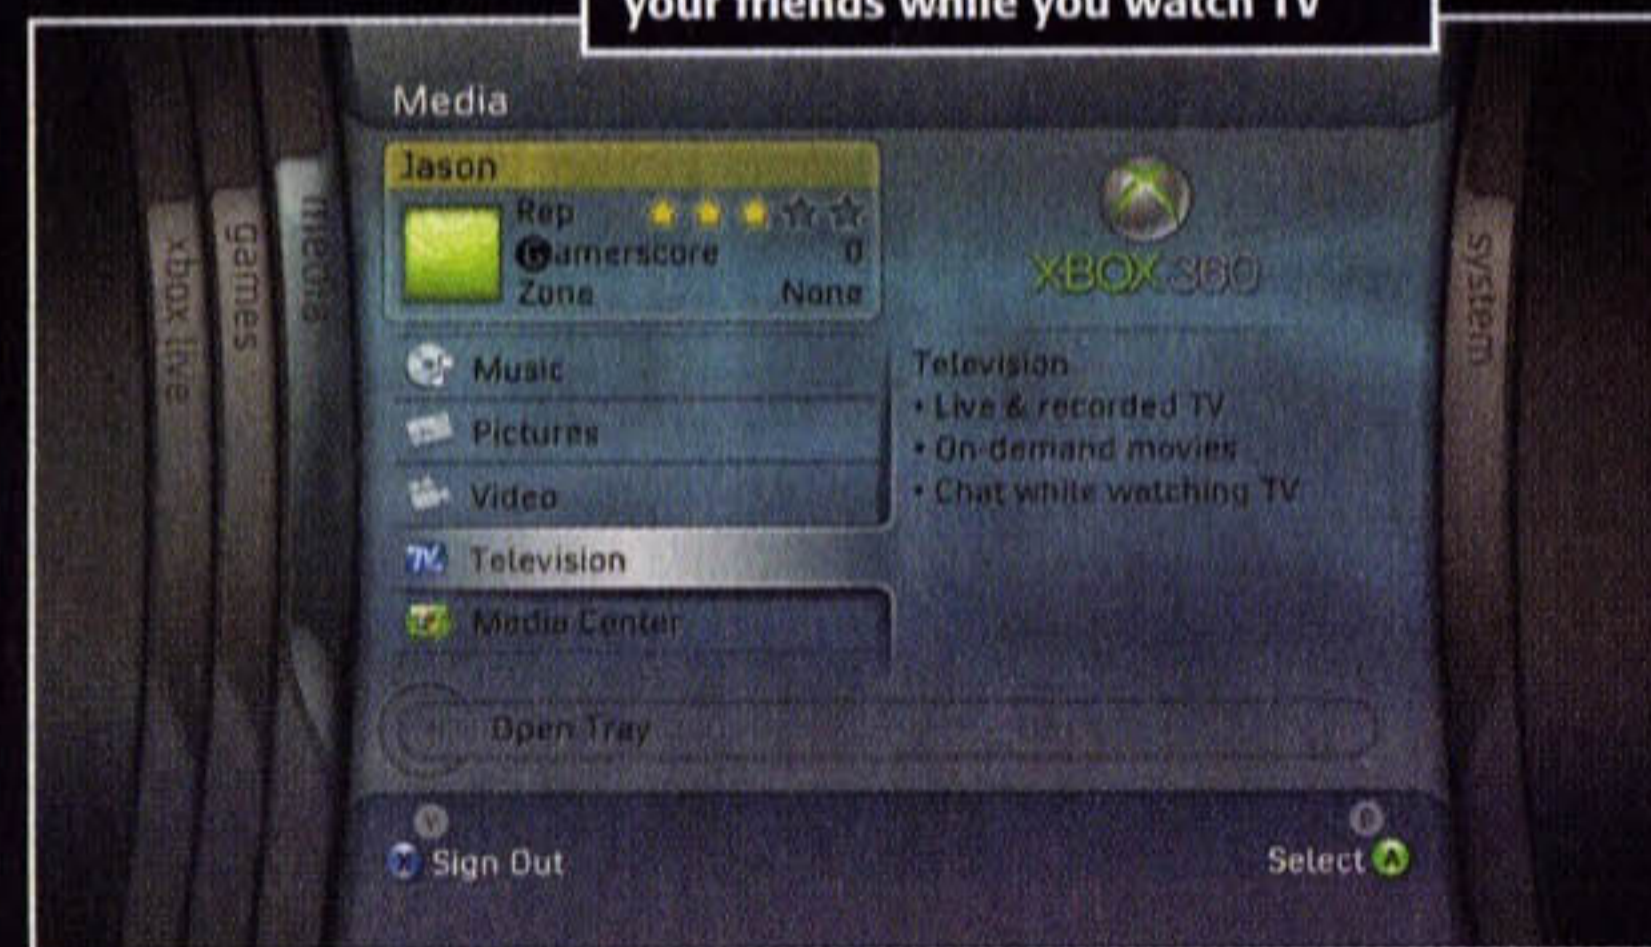 your friends while you watch TV
Media
Jason
Rep
Gamerscore 0
Zone None
xbox live
games
media
Music
Pictures
Video
Television
Media Center
XBOX 360
Television
• Live & recorded TV
• On-demand movies
• Chat while watching TV
system
Open Tray
Y
X Sign Out
B
Select A